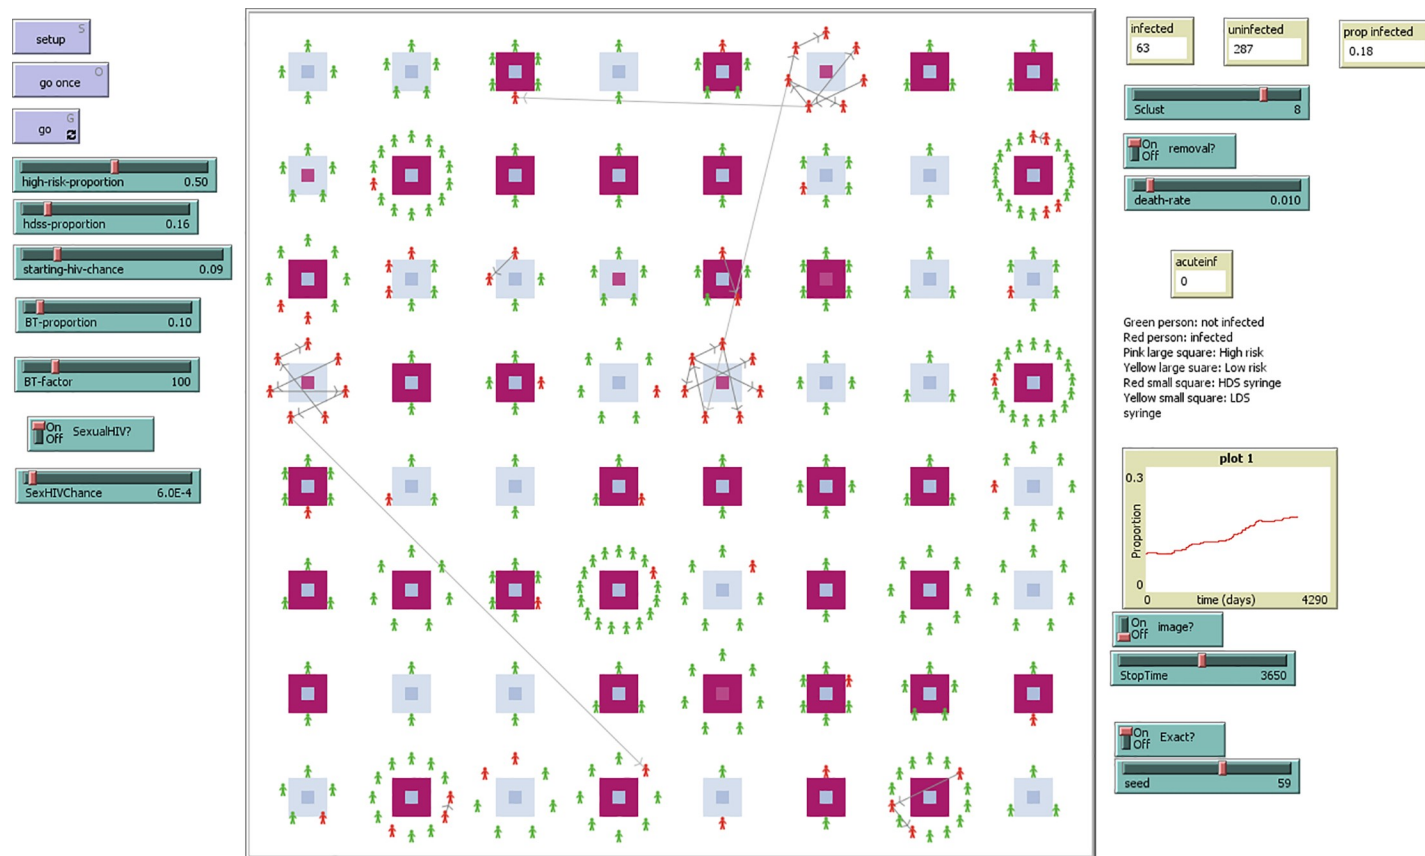 setup
S
go once
O
go
G
high-risk-proportion 0.50
hdss-proportion 0.16
starting-hiv-chance 0.09
BT-proportion 0.10
BT-factor 100
On
Off
SexualHIV?
SexHIVChance 6.0E-4
infected
63
uninfected
287
prop infected
0.18
Sclust 8
On
Off
removal?
death-rate 0.010
acuteinf
0
Green person: not infected
Red person: infected
Pink large square: High risk
Yellow large suare: Low risk
Red small square: HDS syringe
Yellow small square: LDS
syringe
plot 1
0.3
Proportion
0
0 time (days) 4290
On
Off
image?
StopTime 3650
On
Off
Exact?
seed 59